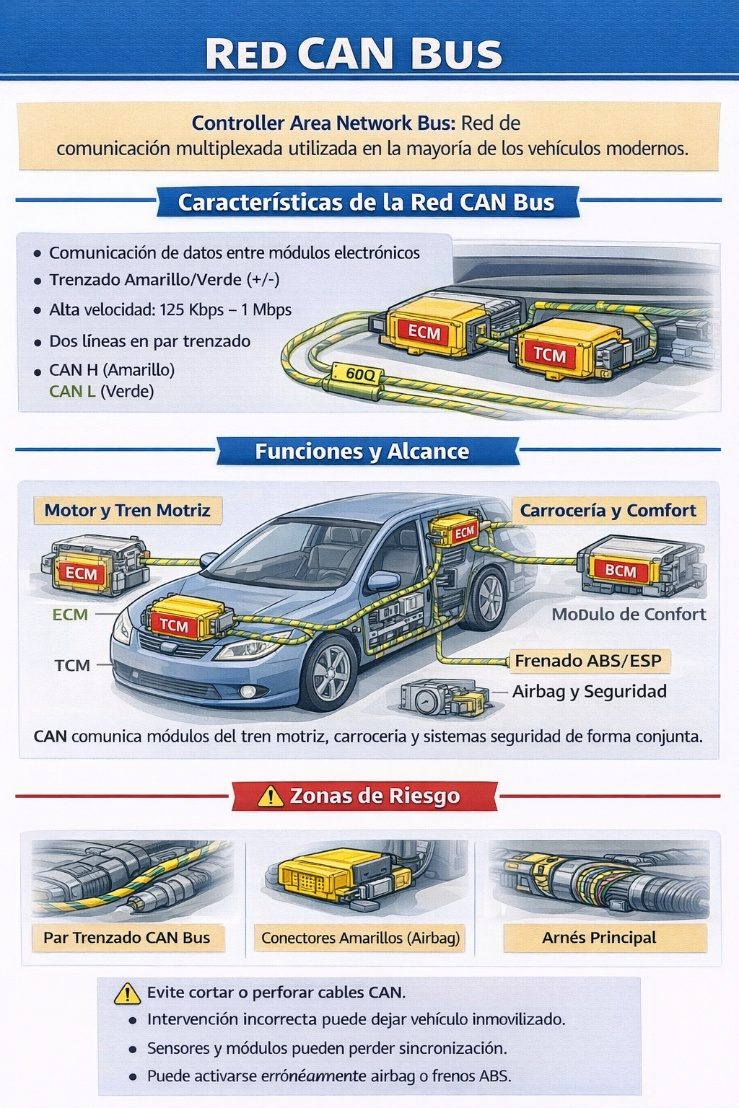 RED CAN BUS
Controller Area Network Bus: Red de
comunicación multiplexada utilizada en la mayoría de los vehículos modernos.
Características de la Red CAN Bus
• Comunicación de datos entre módulos electrónicos
• Trenzado Amarillo/Verde (+/-)
• Alta velocidad: 125 Kbps – 1 Mbps
• Dos líneas en par trenzado
• CAN H (Amarillo)
CAN L (Verde)
ECM
TCM
60Q
Funciones y Alcance
Motor y Tren Motriz
Carrocería y Comfort
ECM
ECM
BCM
ECM
TCM
MoDulo de Confort
TCM
Frenado ABS/ESP
Airbag y Seguridad
CAN comunica módulos del tren motriz, carroceria y sistemas seguridad de forma conjunta.
⚠ Zonas de Riesgo
Par Trenzado CAN Bus
Conectores Amarillos (Airbag)
Arnés Principal
⚠ Evite cortar o perforar cables CAN.
• Intervención incorrecta puede dejar vehículo inmovilizado.
• Sensores y módulos pueden perder sincronización.
• Puede activarse errónéamente airbag o frenos ABS.